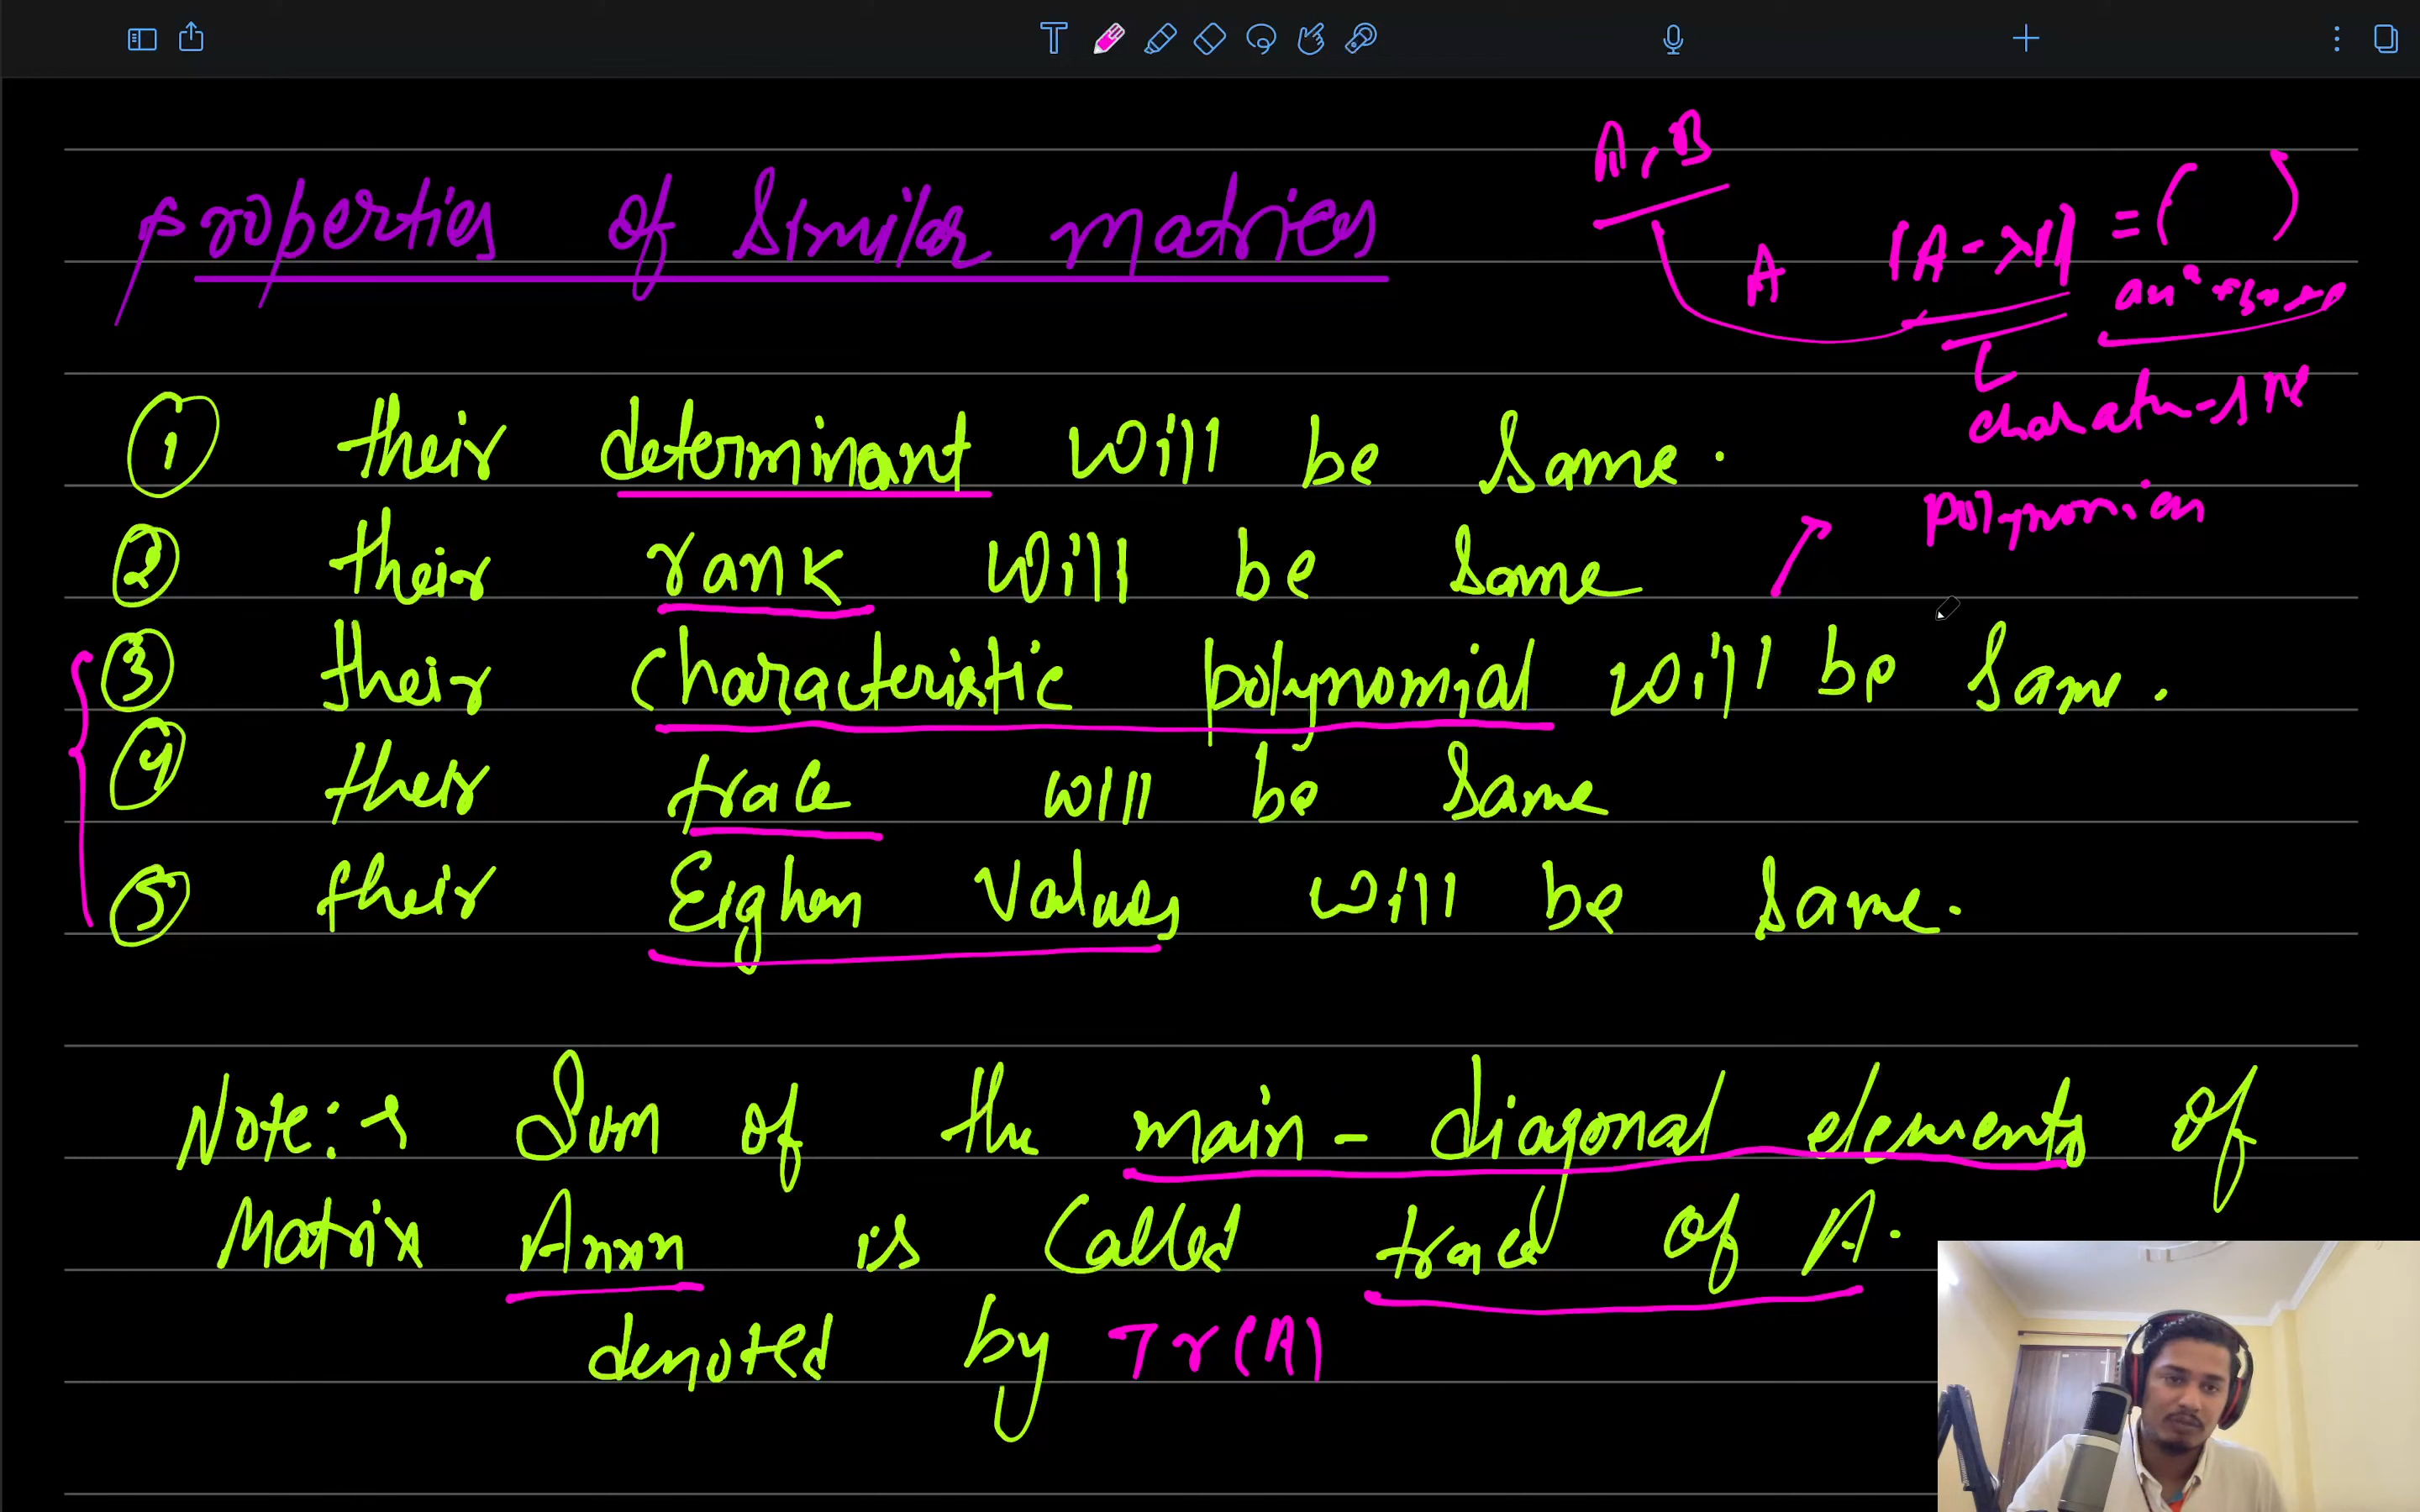 properties of Similar matrices
A, B
A |A - λI| = ( )
ax² + bx + c
① their determinant will be Same.
② their rank will be Same
polynomial
③ their characteristic polynomial will be Same.
④ their trace will be Same
⑤ their Eighen Values will be Same.
Note:→ Sum of the main-diagonal elements of
Matrix Anxn is Called trace of A.
denoted by Tr(A)